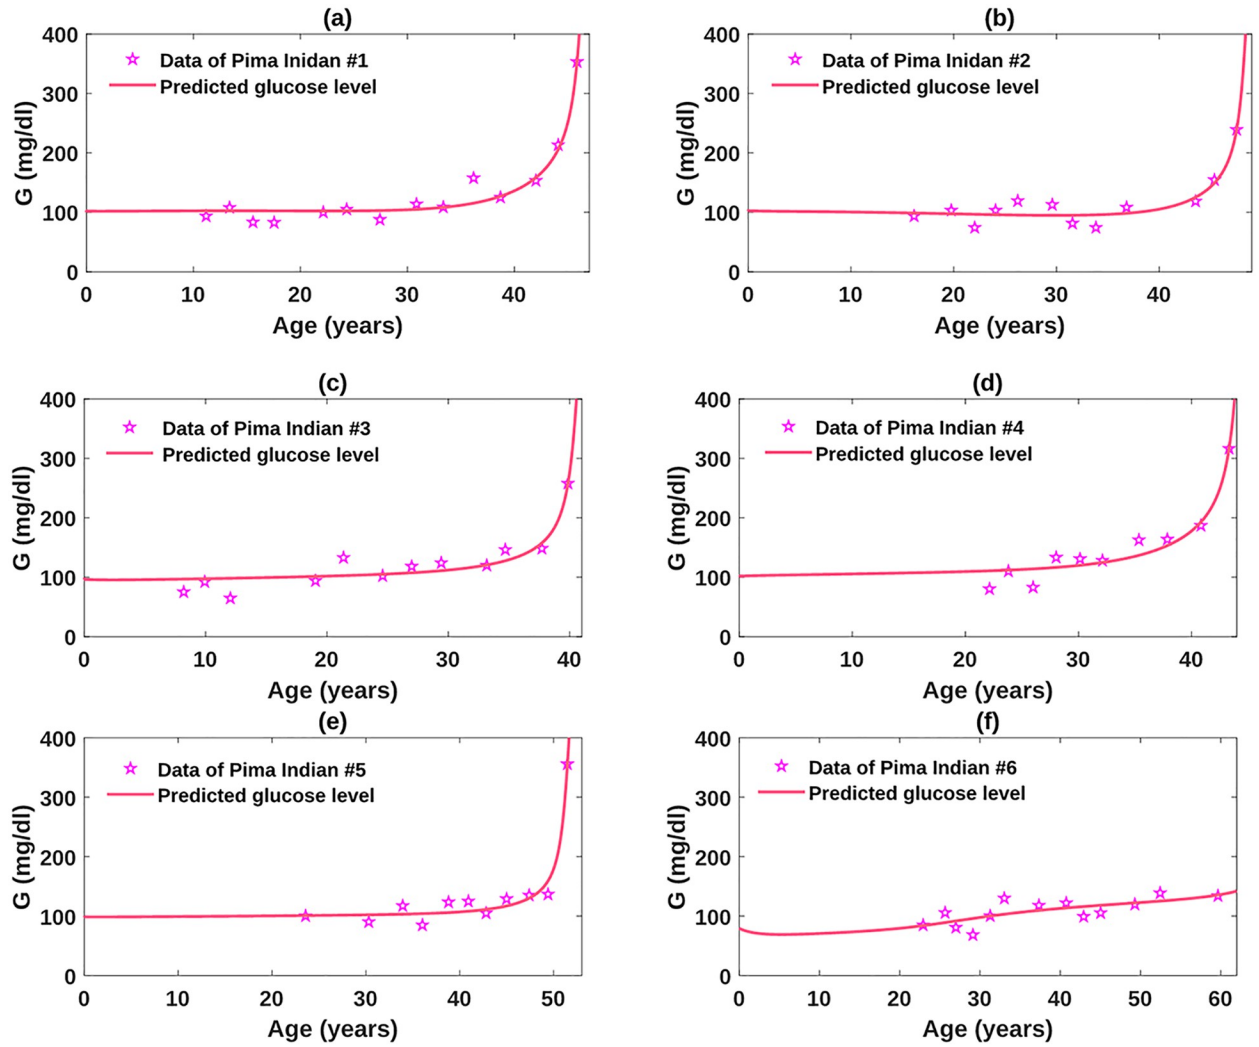 (a)
400
300
200
100
0
G (mg/dl)
Data of Pima Inidan #1
Predicted glucose level
0 10 20 30 40
Age (years)
(b)
400
300
200
100
0
G (mg/dl)
Data of Pima Inidan #2
Predicted glucose level
0 10 20 30 40
Age (years)
(c)
400
300
200
100
0
G (mg/dl)
Data of Pima Indian #3
Predicted glucose level
0 10 20 30 40
Age (years)
(d)
400
300
200
100
0
G (mg/dl)
Data of Pima Indian #4
Predicted glucose level
0 10 20 30 40
Age (years)
(e)
400
300
200
100
0
G (mg/dl)
Data of Pima Indian #5
Predicted glucose level
0 10 20 30 40 50
Age (years)
(f)
400
300
200
100
0
G (mg/dl)
Data of Pima Indian #6
Predicted glucose level
0 10 20 30 40 50 60
Age (years)